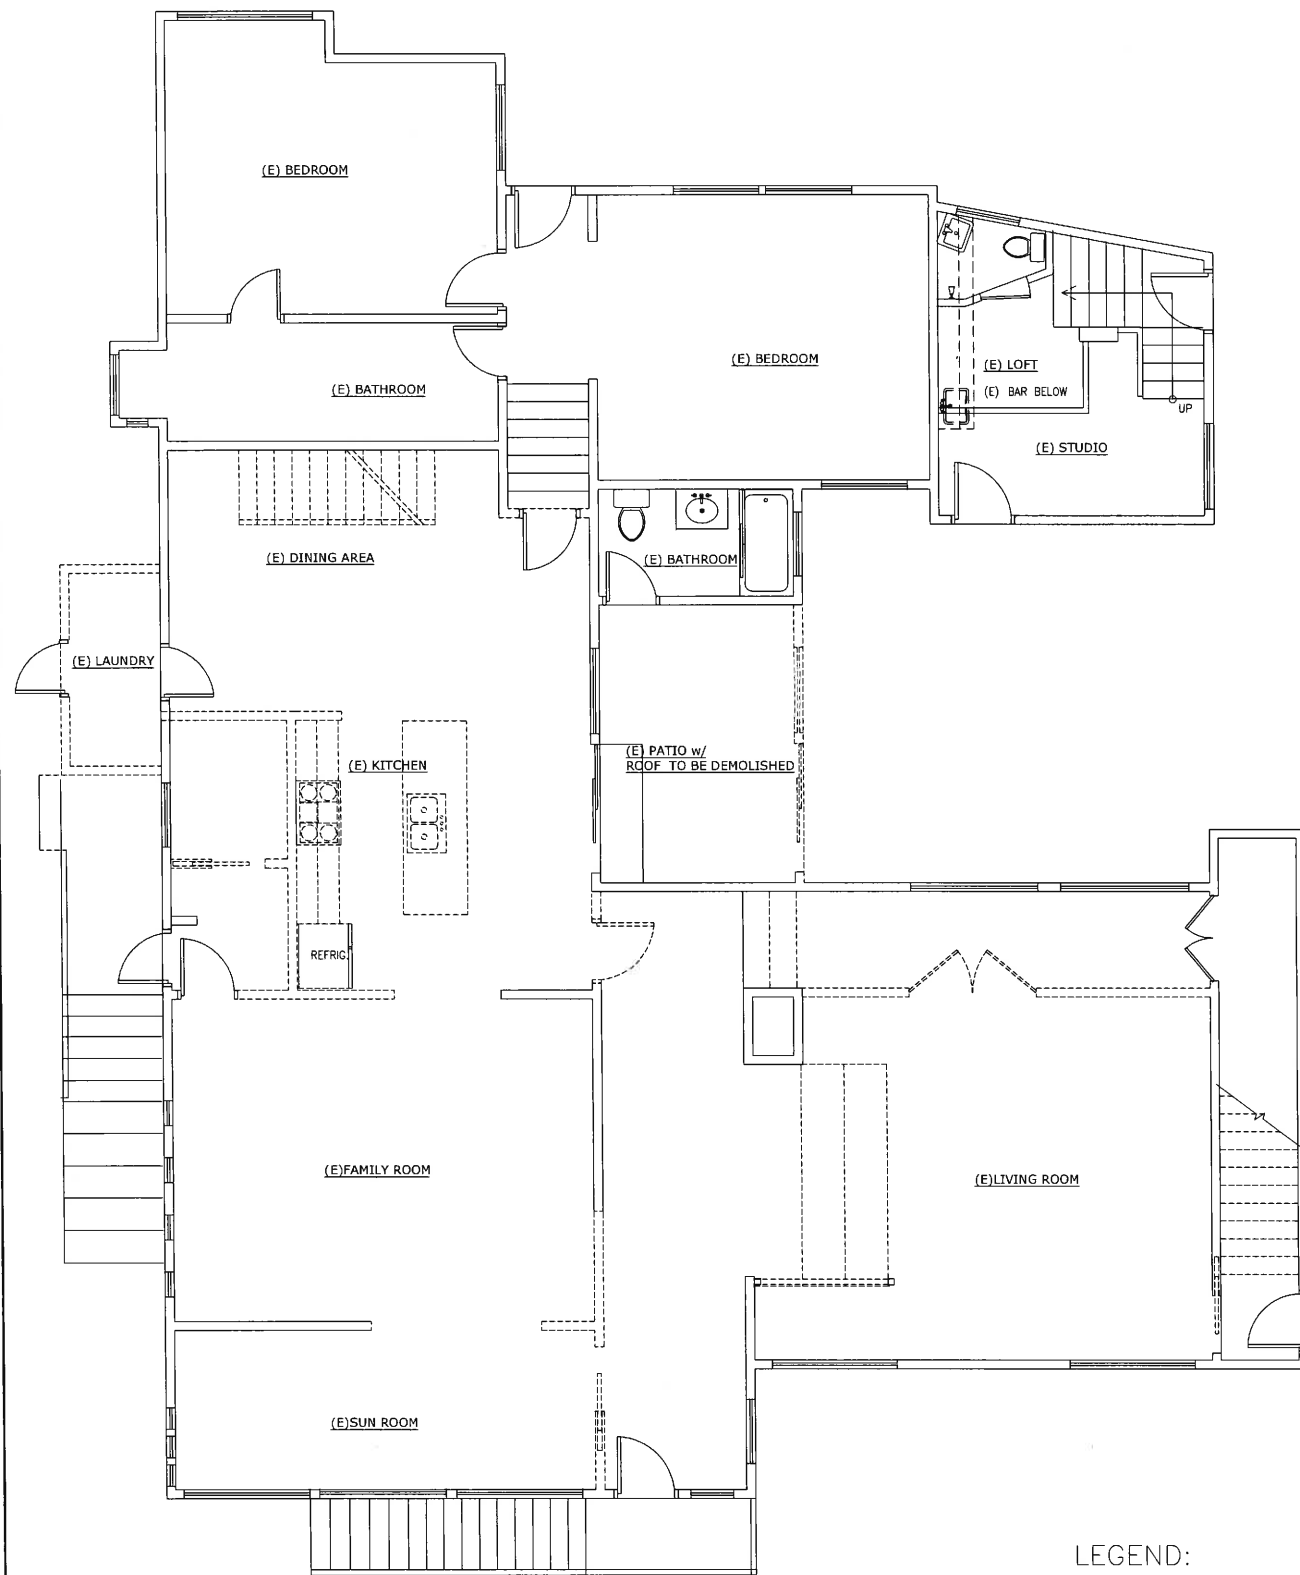 (E) BEDROOM
(E) BEDROOM
(E) LOFT
(E) BATHROOM
(E) BAR BELOW
UP
(E) STUDIO
(E) DINING AREA
(E) BATHROOM
(E) LAUNDRY
(E) PATIO w/
ROOF TO BE DEMOLISHED
(E) KITCHEN
REFRIG.
(E)FAMILY ROOM
(E)LIVING ROOM
(E)SUN ROOM
LEGEND: